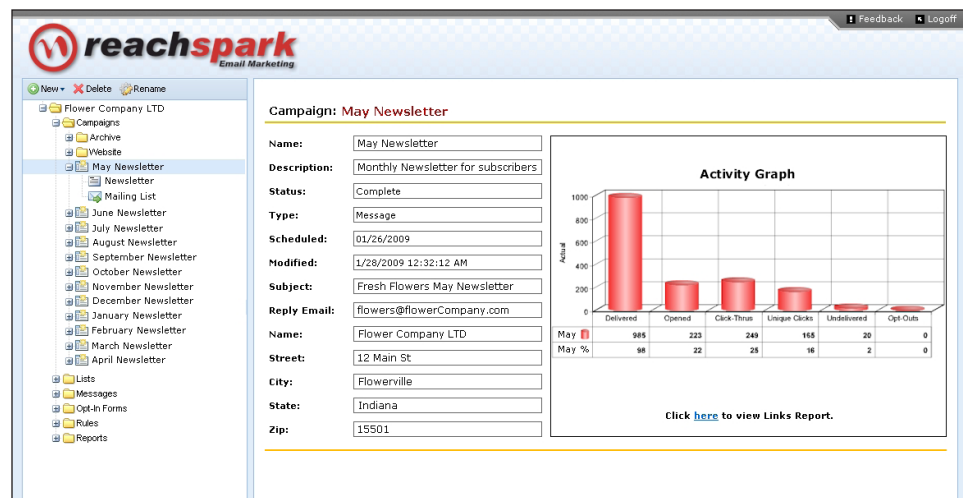 Feedback Logoff
reachspark
Email Marketing
New Delete Rename
Flower Company LTD
Campaigns
Archive
Website
May Newsletter
Newsletter
Mailing List
June Newsletter
July Newsletter
August Newsletter
September Newsletter
October Newsletter
November Newsletter
December Newsletter
January Newsletter
February Newsletter
March Newsletter
April Newsletter
Lists
Messages
Opt-In Forms
Rules
Reports
Campaign: May Newsletter
Name: May Newsletter
Description: Monthly Newsletter for subscribers
Status: Complete
Type: Message
Scheduled: 01/26/2009
Modified: 1/28/2009 12:32:12 AM
Subject: Fresh Flowers May Newsletter
Reply Email: flowers@flowerCompany.com
Name: Flower Company LTD
Street: 12 Main St
City: Flowerville
State: Indiana
Zip: 15501
Activity Graph
Actual
1000
800
600
400
200
0
Delivered Opened Click-Thrus Unique Clicks Undelivered Opt-Outs
May 985 223 249 165 20 0
May % 98 22 25 16 2 0
Click here to view Links Report.